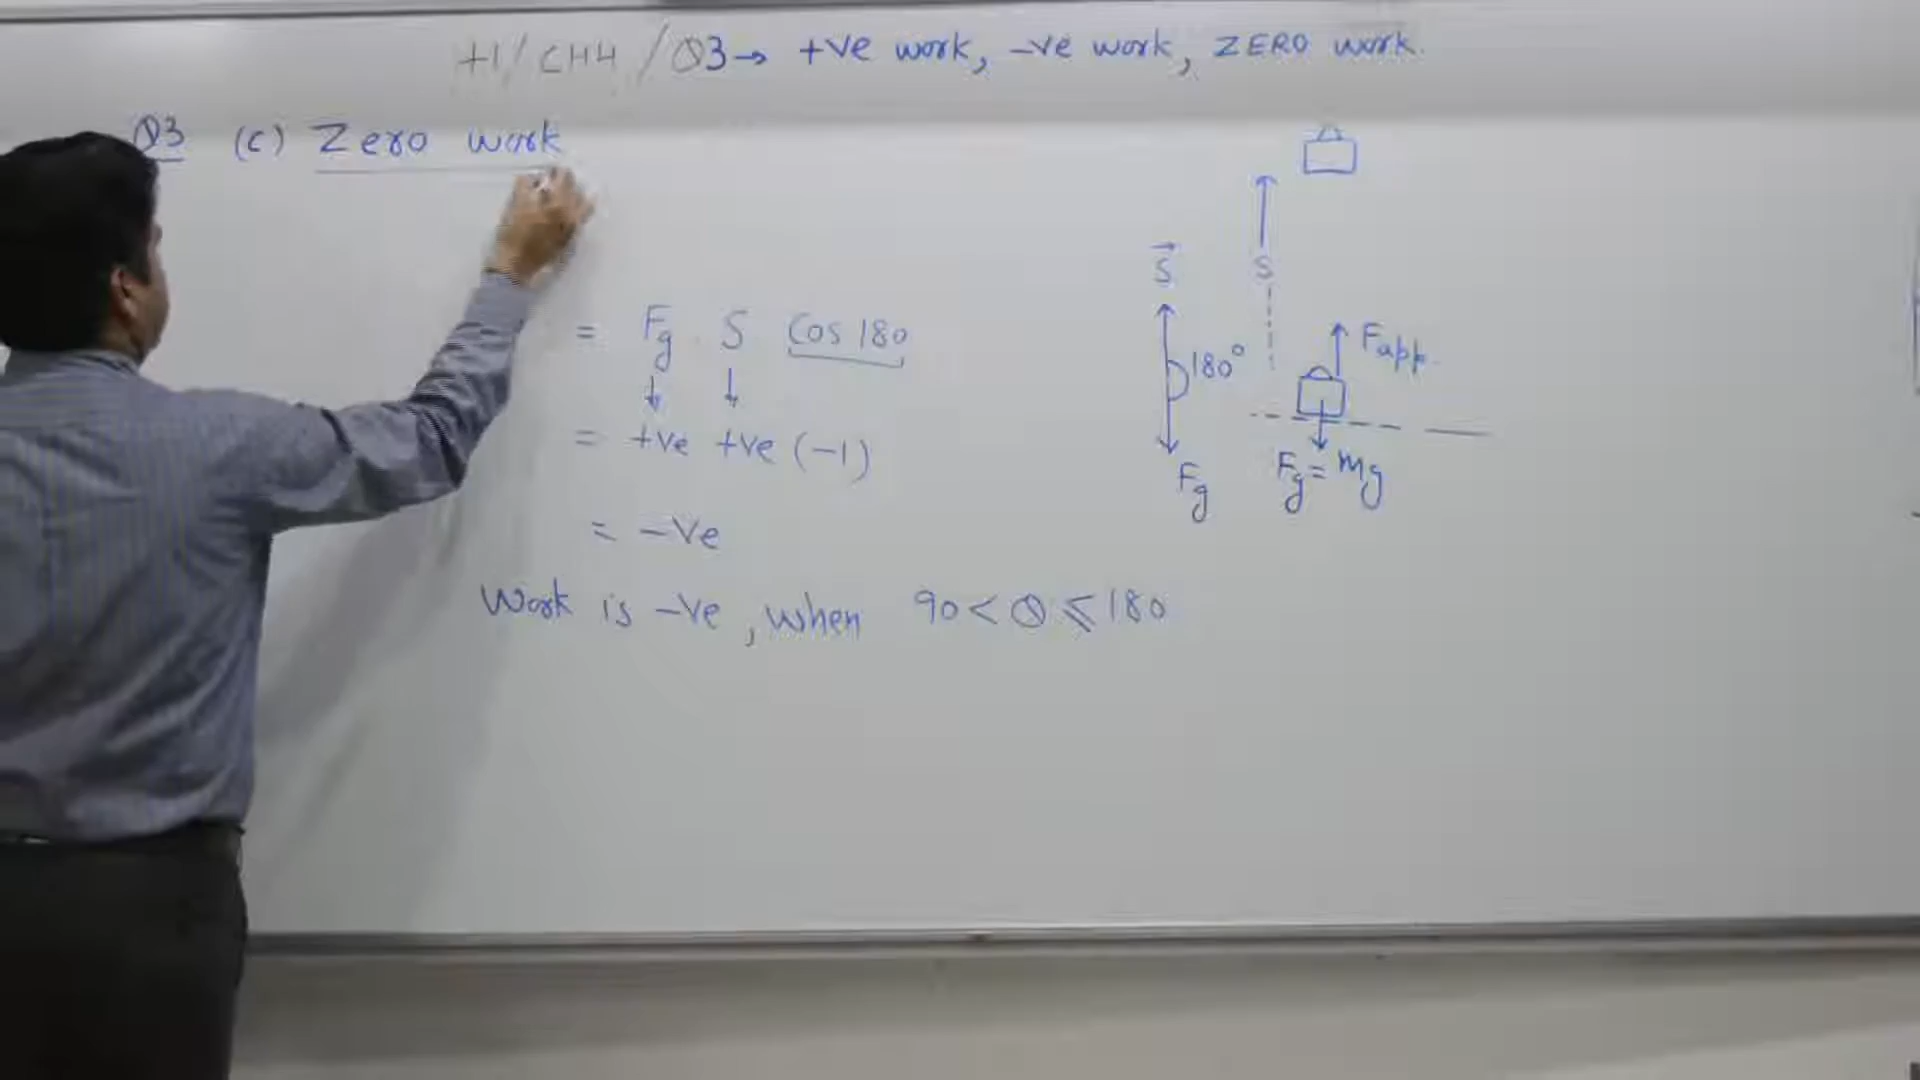 +1/CH4/Q3→ +ve work, -ve work, ZERO work.
Q3 (c) Zero work
= Fg . S Cos 180
= +ve +ve (-1)
= -ve
Work is -ve, when 90 < θ ≤ 180
S
S
180°
Fapp.
Fg
Fg = mg